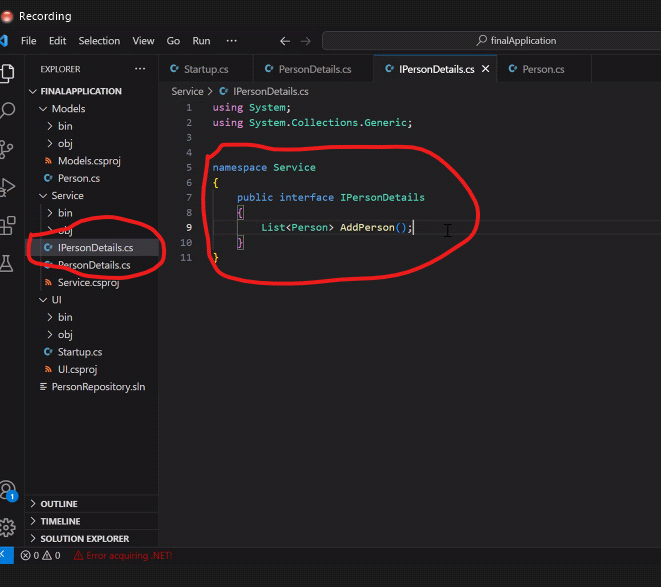 Recording
File Edit Selection View Go Run ··· ← → finalApplication
EXPLORER ···
FINALAPPLICATION
Models
bin
obj
Models.csproj
Person.cs
Service
bin
obj
IPersonDetails.cs
PersonDetails.cs
Service.csproj
UI
bin
obj
Startup.cs
UI.csproj
PersonRepository.sln
OUTLINE
TIMELINE
SOLUTION EXPLORER
Startup.cs PersonDetails.cs IPersonDetails.cs Person.cs
Service > IPersonDetails.cs
1 using System;
2 using System.Collections.Generic;
3
4
5 namespace Service
6 {
7 public interface IPersonDetails
8 {
9 List<Person> AddPerson();
10 }
11 }
1
0 0 Error acquiring .NET!